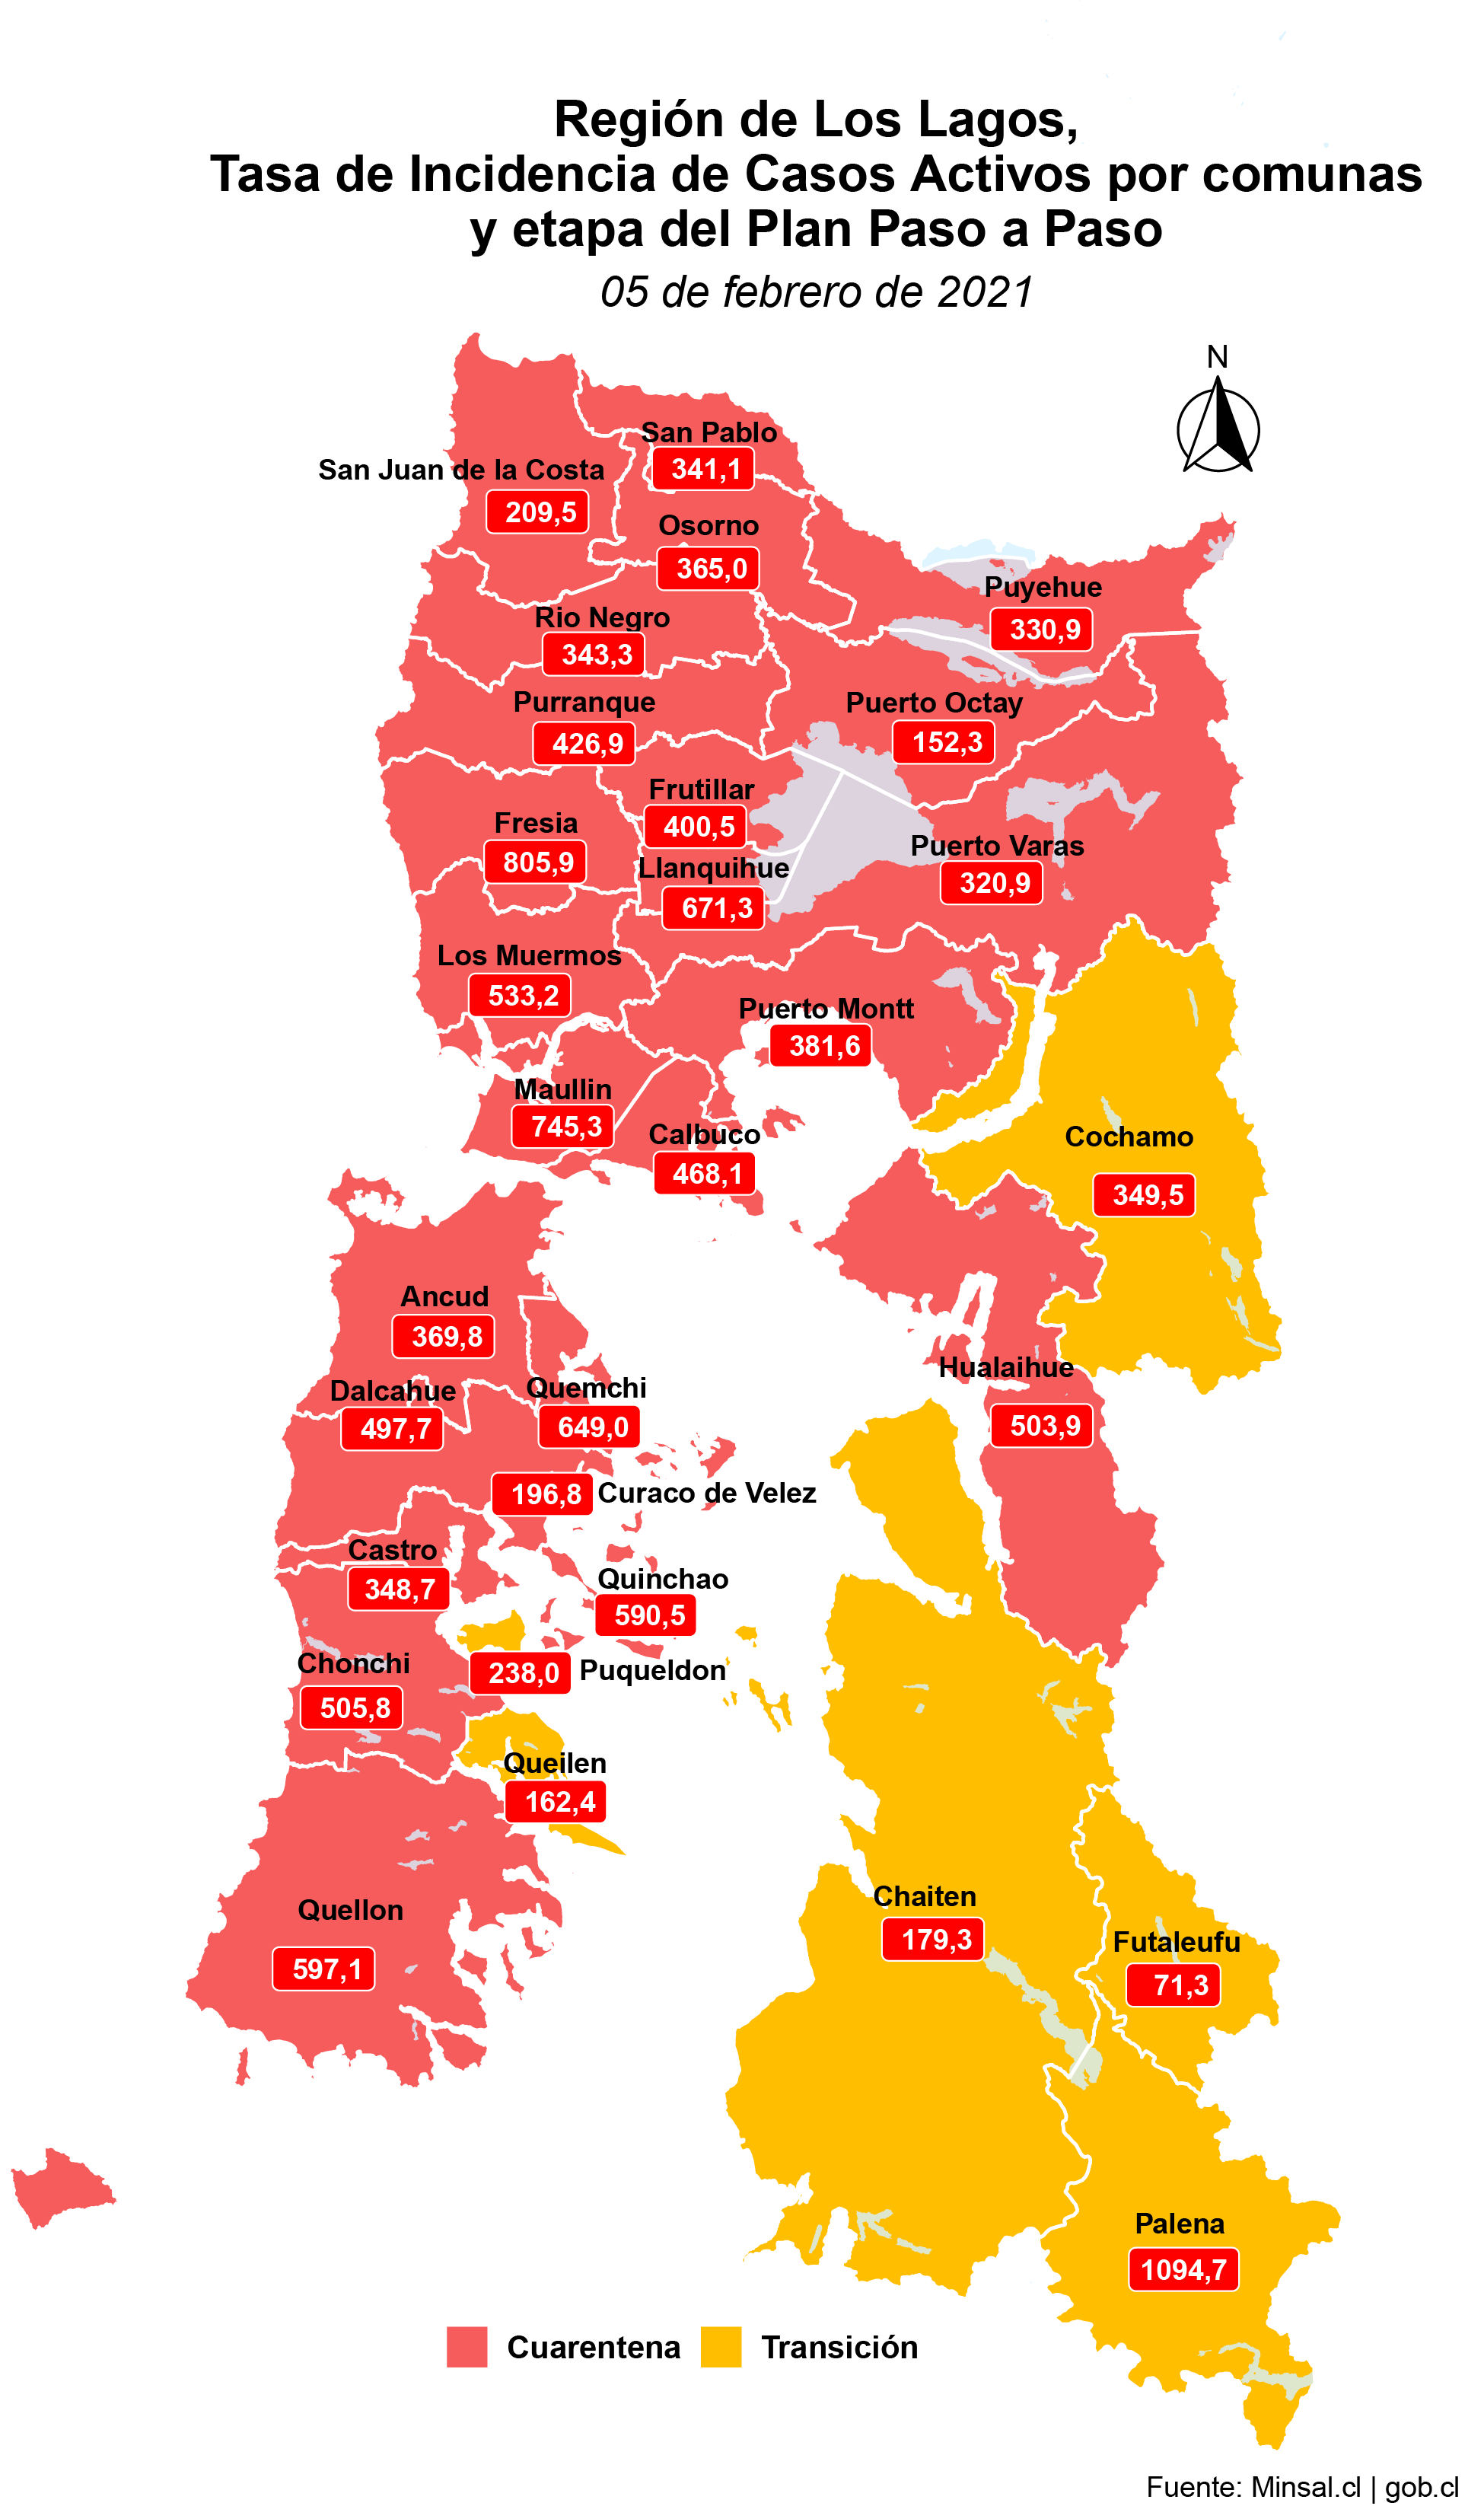 Región de Los Lagos,
Tasa de Incidencia de Casos Activos por comunas
y etapa del Plan Paso a Paso
05 de febrero de 2021
N
San Pablo
341,1
San Juan de la Costa
209,5
Osorno
365,0
Puyehue
330,9
Rio Negro
343,3
Purranque
426,9
Puerto Octay
152,3
Frutillar
400,5
Fresia
805,9
Puerto Varas
320,9
Llanquihue
671,3
Los Muermos
533,2
Puerto Montt
381,6
Maullin
745,3
Calbuco
468,1
Cochamo
349,5
Ancud
369,8
Hualaihue
503,9
Dalcahue
497,7
Quemchi
649,0
196,8 Curaco de Velez
Castro
348,7
Quinchao
590,5
238,0 Puqueldon
Chonchi
505,8
Queilen
162,4
Quellon
597,1
Chaiten
179,3
Futaleufu
71,3
Palena
1094,7
Cuarentena Transición
Fuente: Minsal.cl | gob.cl